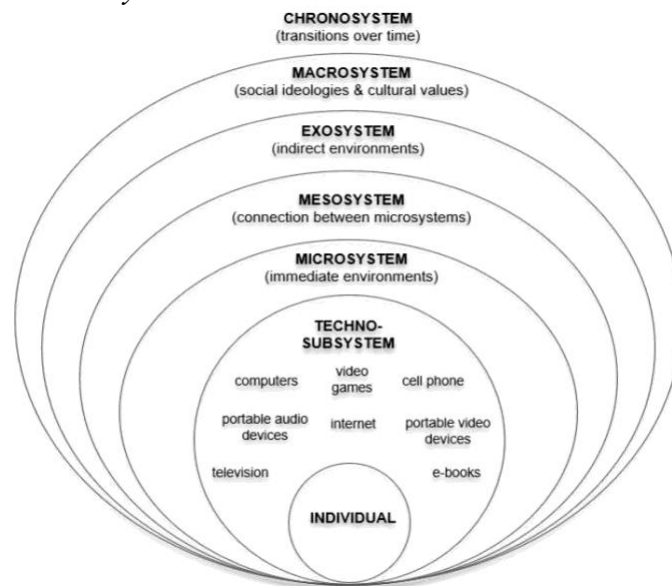 CHRONOSYSTEM
(transitions over time)
MACROSYSTEM
(social ideologies & cultural values)
EXOSYSTEM
(indirect environments)
MESOSYSTEM
(connection between microsystems)
MICROSYSTEM
(immediate environments)
TECHNO-
SUBSYSTEM
computers
video
games
cell phone
portable audio
devices
internet
portable video
devices
television
e-books
INDIVIDUAL